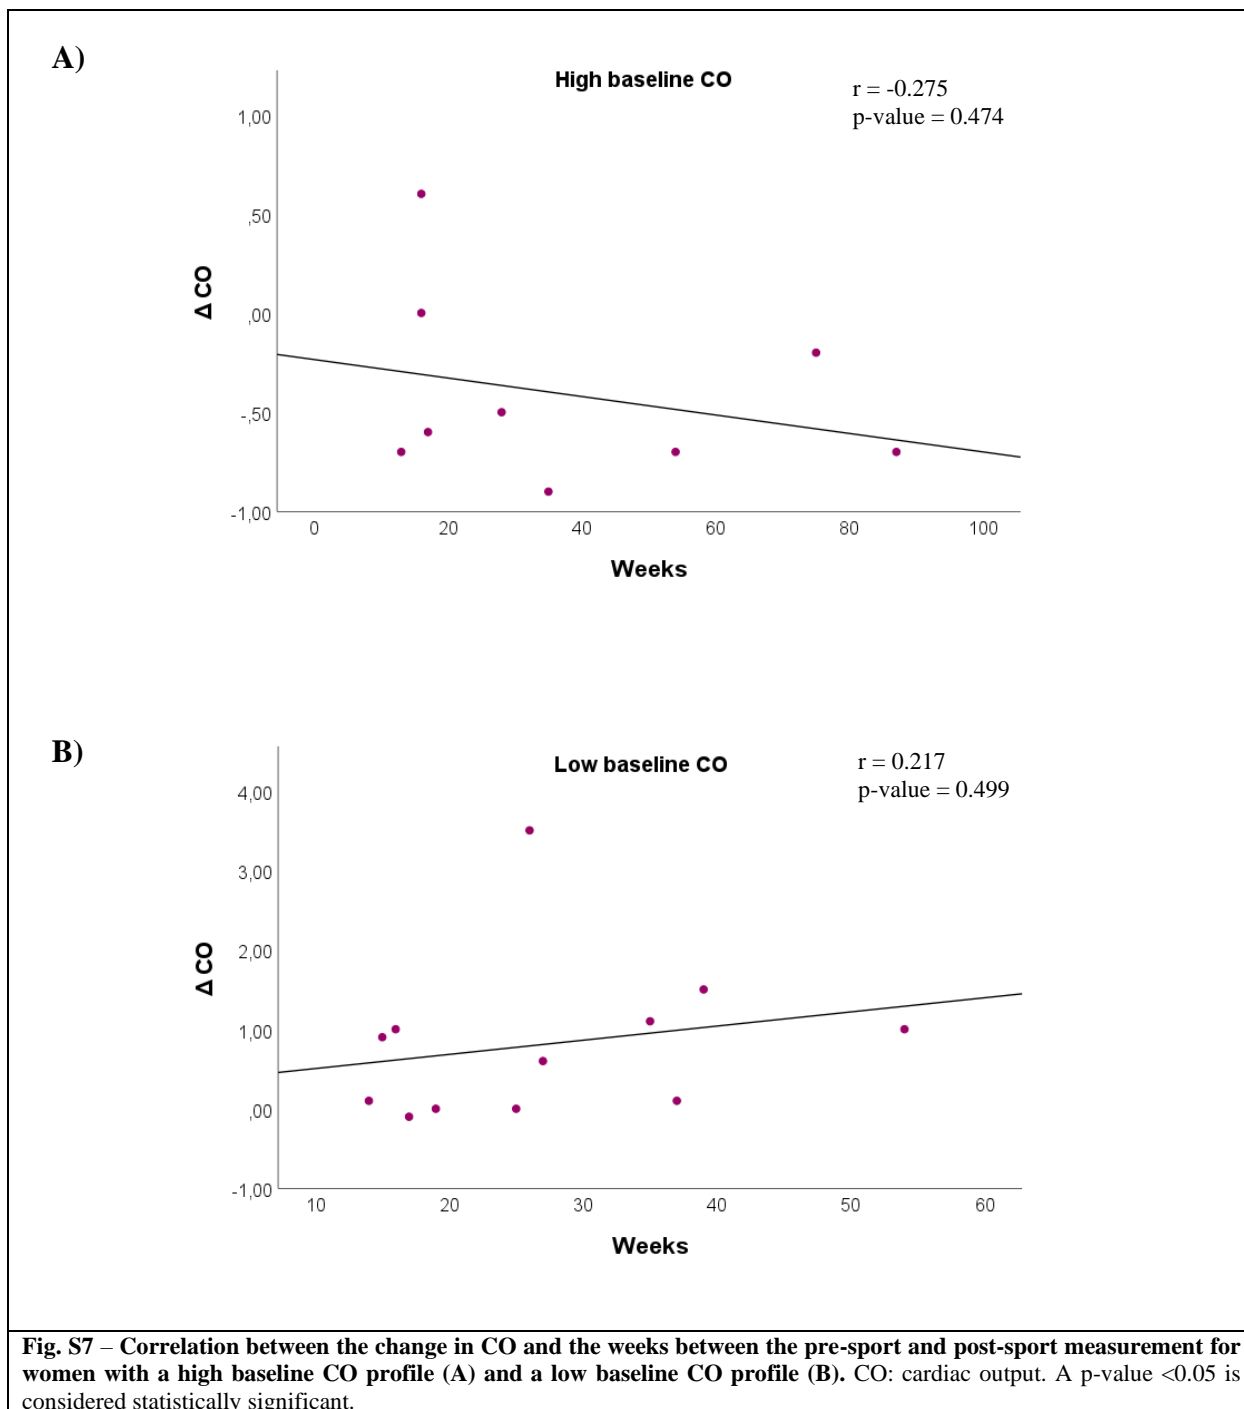 A)
High baseline CO
r = -0.275
p-value = 0.474
1,00
,50
,00
-,50
-1,00
Δ CO
0 20 40 60 80 100
Weeks
B)
Low baseline CO
r = 0.217
p-value = 0.499
4,00
3,00
2,00
1,00
,00
-1,00
Δ CO
10 20 30 40 50 60
Weeks
Fig. S7 – Correlation between the change in CO and the weeks between the pre-sport and post-sport measurement for
women with a high baseline CO profile (A) and a low baseline CO profile (B). CO: cardiac output. A p-value <0.05 is
considered statistically significant.